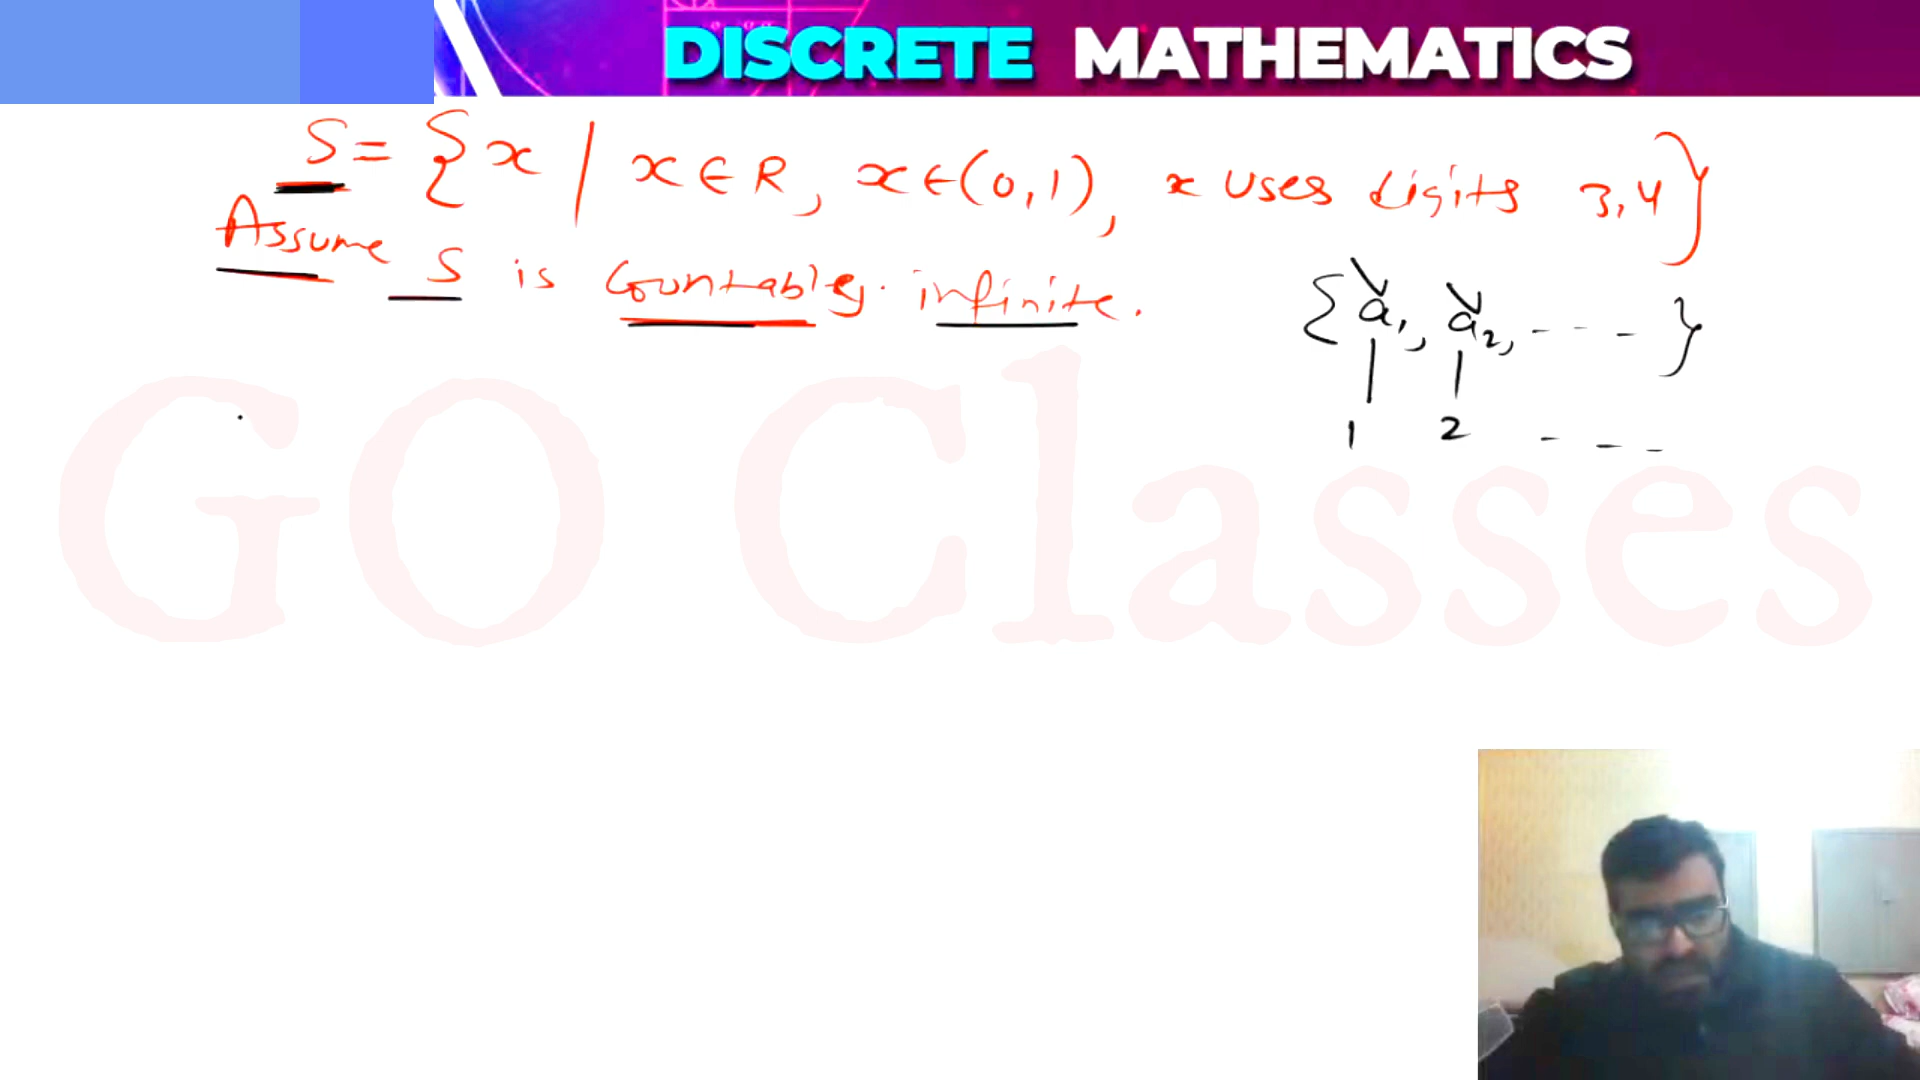 DISCRETE MATHEMATICS
S = { x | x ∈ R, x ∈ (0,1), x uses digits 3,4 }
Assume S is countably infinite.
{ a1, a2, - - - }
1 2 - - -
GO Classes